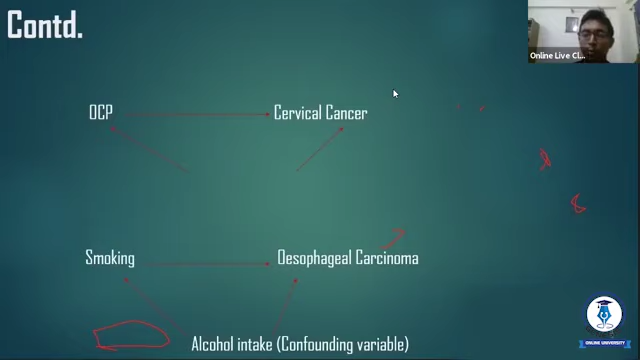 Contd.
Online Live Cl...
OCP
Cervical Cancer
Smoking
Oesophageal Carcinoma
Alcohol intake (Confounding variable)
ONLINE UNIVERSITY